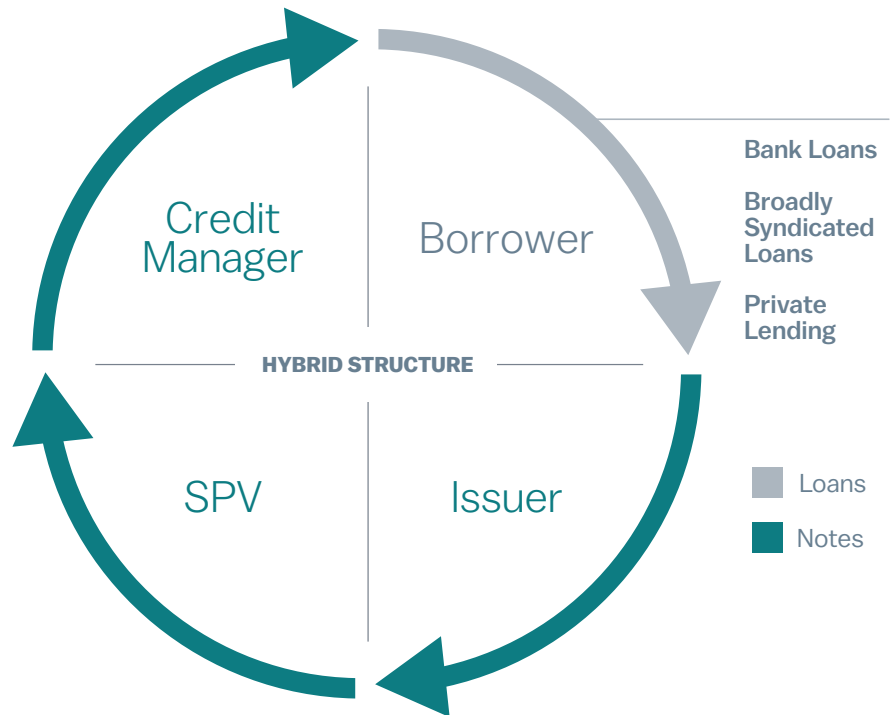 Credit
Manager
Borrower
Bank Loans
Broadly
Syndicated
Loans
Private
Lending
HYBRID STRUCTURE
SPV
Issuer
Loans
Notes